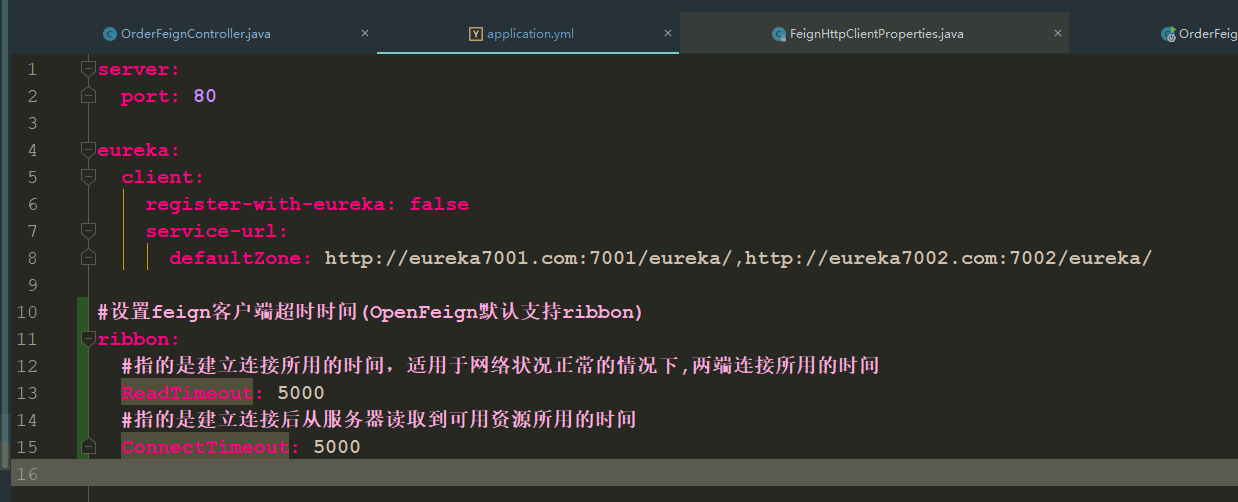 OrderFeignController.java × application.yml × FeignHttpClientProperties.java × OrderFeig
1 server:
2 port: 80
3
4 eureka:
5 client:
6 register-with-eureka: false
7 service-url:
8 defaultZone: http://eureka7001.com:7001/eureka/,http://eureka7002.com:7002/eureka/
9
10 #设置feign客户端超时时间(OpenFeign默认支持ribbon)
11 ribbon:
12 #指的是建立连接所用的时间，适用于网络状况正常的情况下,两端连接所用的时间
13 ReadTimeout: 5000
14 #指的是建立连接后从服务器读取到可用资源所用的时间
15 ConnectTimeout: 5000
16